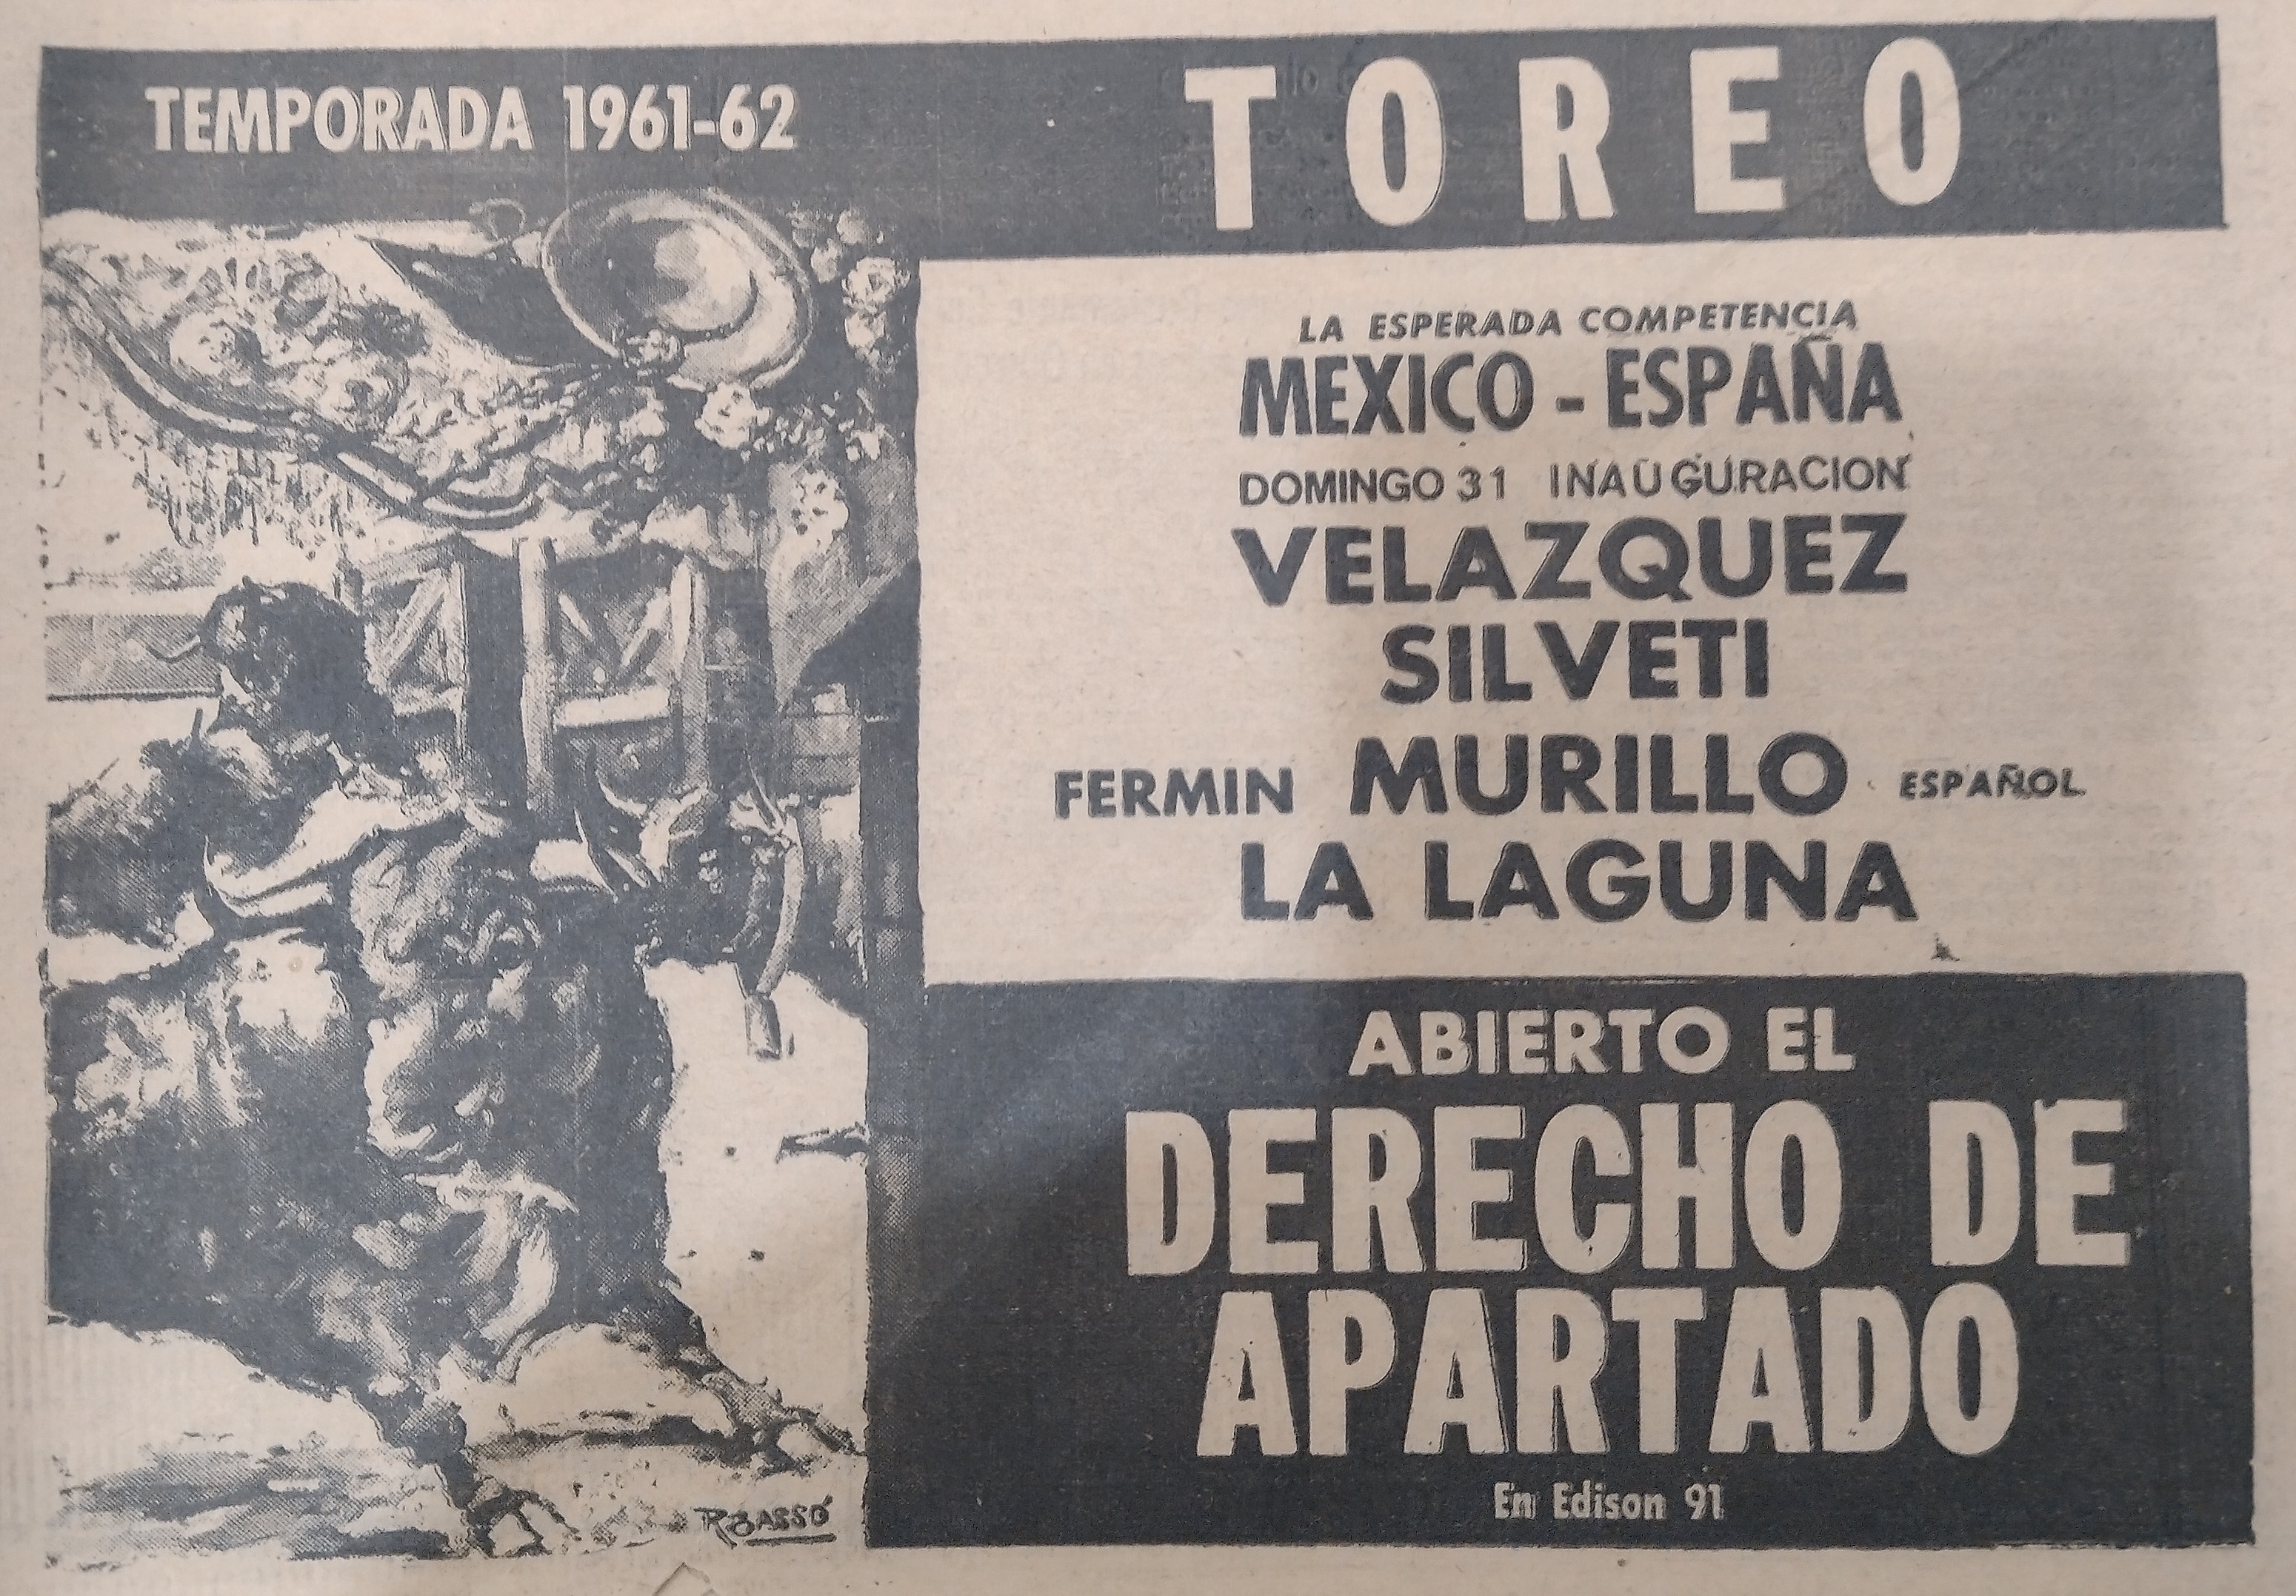 TEMPORADA 1961-62
TOREO
LA ESPERADA COMPETENCIA
MEXICO - ESPAÑA
DOMINGO 31 INAUGURACION
VELAZQUEZ
SILVETI
FERMIN MURILLO ESPAÑOL
LA LAGUNA
ABIERTO EL
DERECHO DE
APARTADO
En Edison 91
RBASSO